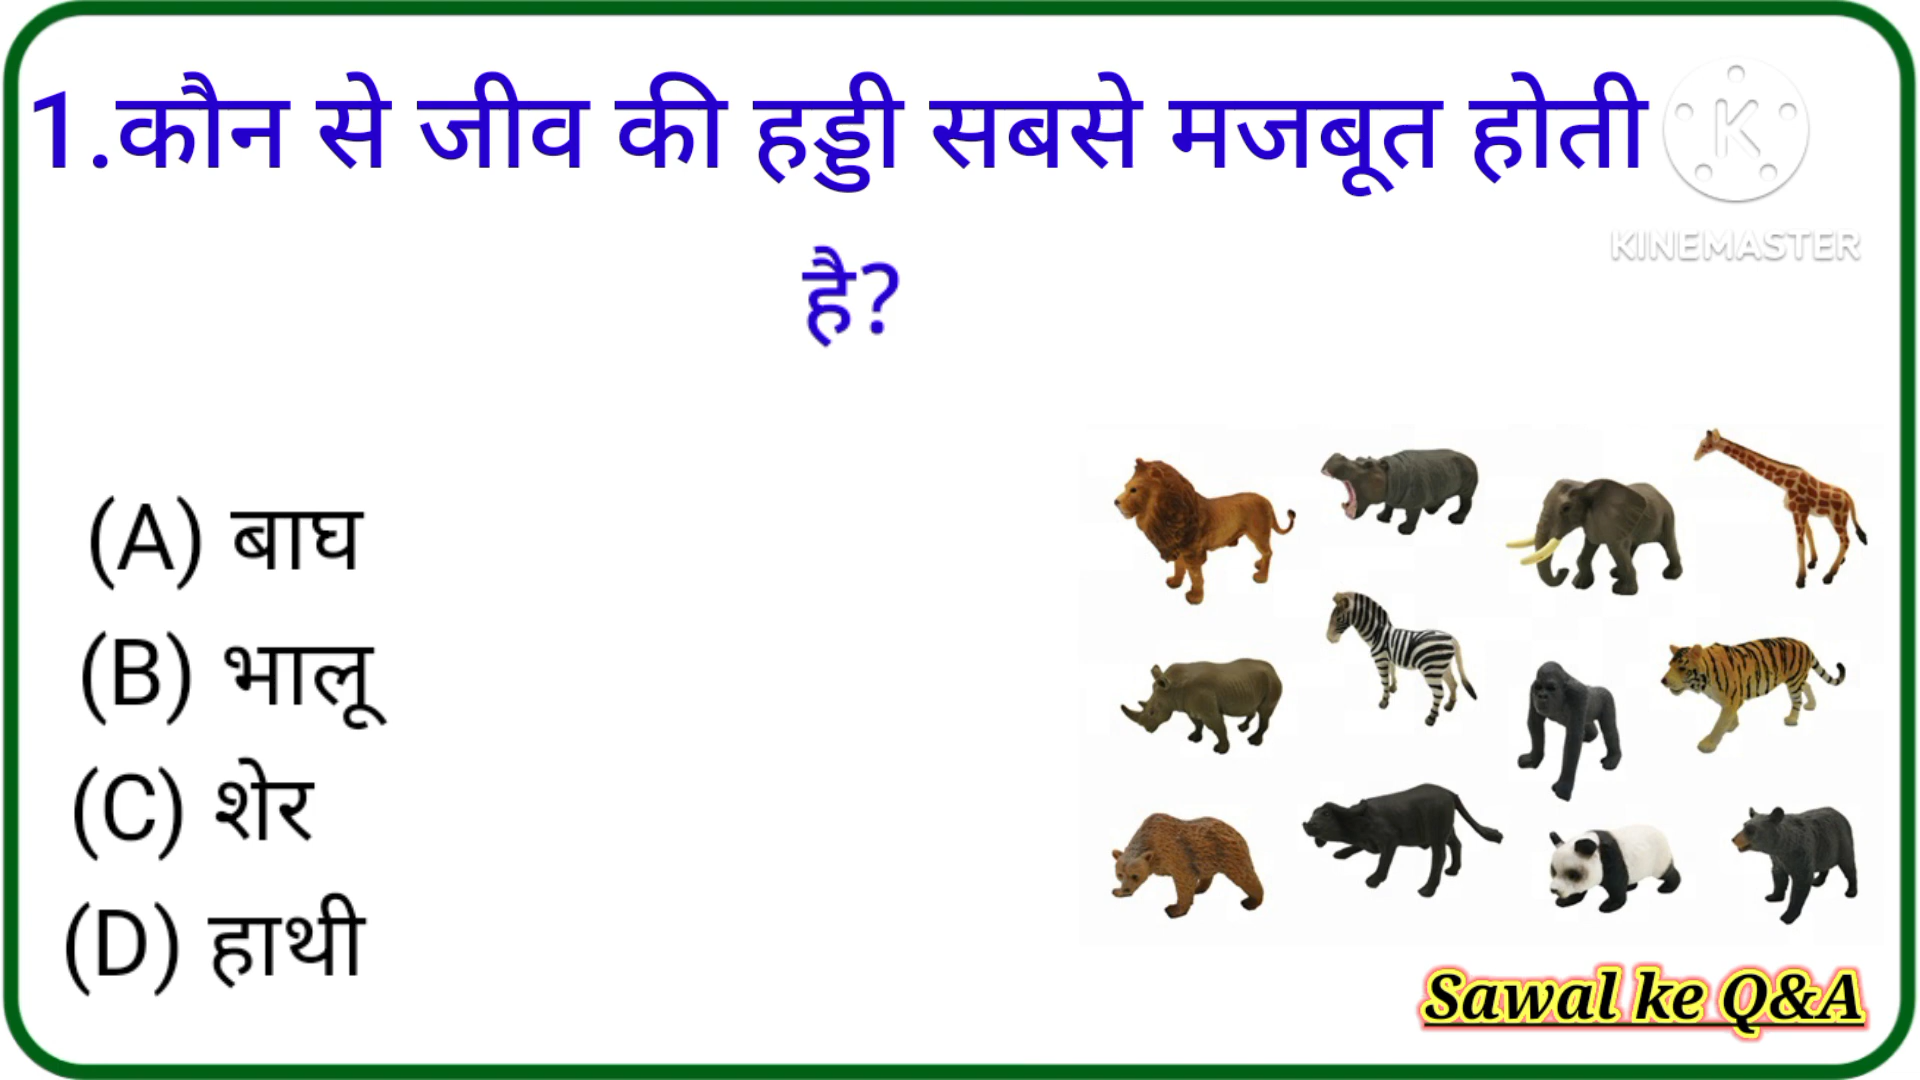 1.कौन से जीव की हड्डी सबसे मजबूत होती
है?
K
KINEMASTER
(A) बाघ
(B) भालू
(C) शेर
(D) हाथी
Sawal ke Q&A